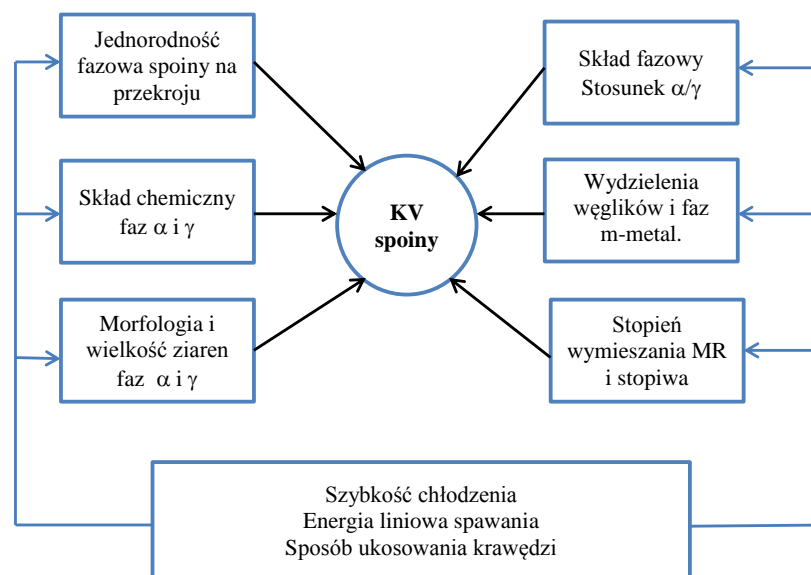 Jednorodność
fazowa spoiny na
przekroju
Skład fazowy
Stosunek α/γ
Skład chemiczny
faz α i γ
KV
spoiny
Wydzielenia
węglików i faz
m-metal.
Morfologia i
wielkość ziaren
faz α i γ
Stopień
wymieszania MR
i stopiwa
Szybkość chłodzenia
Energia liniowa spawania
Sposób ukosowania krawędzi